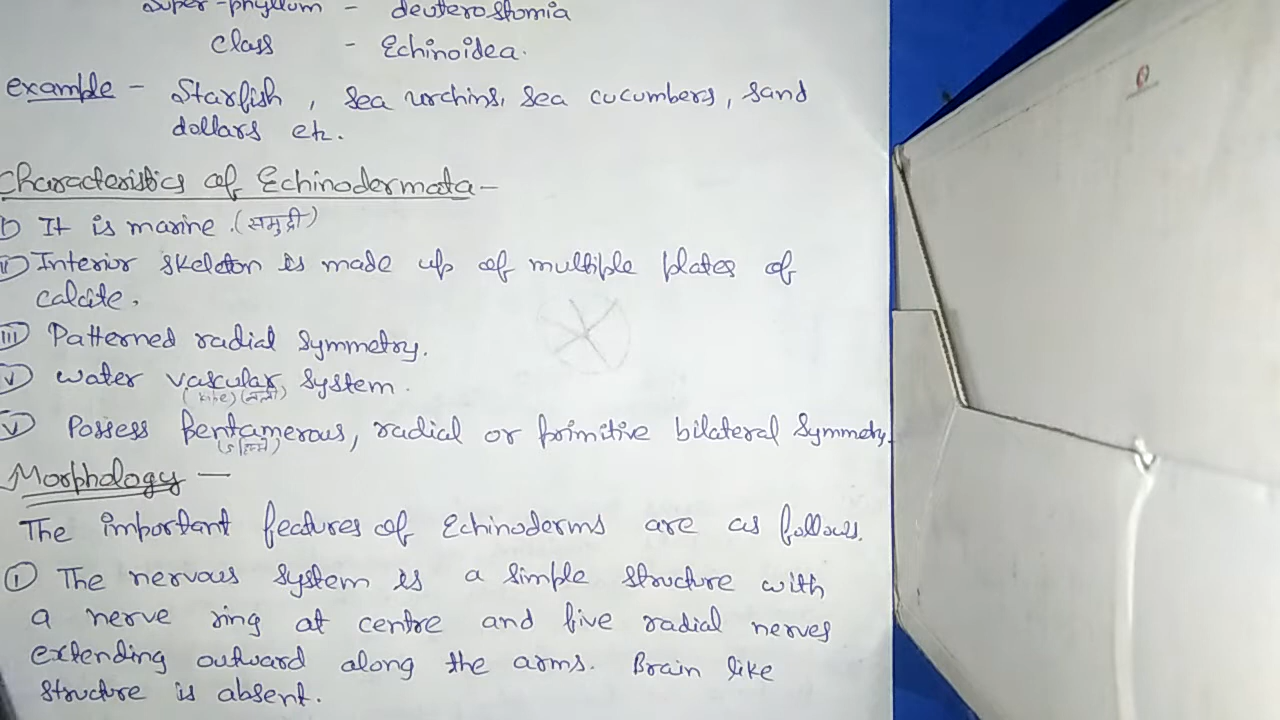 Super-phyllum - deuterostomia
Class - Echinoidea.
example - Starfish, Sea urchins, Sea cucumbers, Sand
dollars etc.
Characteristics of Echinodermata -
I) It is marine. (समुद्री)
II) Interior skeleton is made up of multiple plates of
calcite.
III) Patterned radial symmetry.
V) Water vascular system.
(नली)
V) Possess Pentamerous, radial or primitive bilateral Symmetry.
Morphology -
The important features of Echinoderms are as follows.
① The nervous system is a simple structure with
a nerve ring at centre and five radial nerves
extending outward along the arms. Brain like
structure is absent.